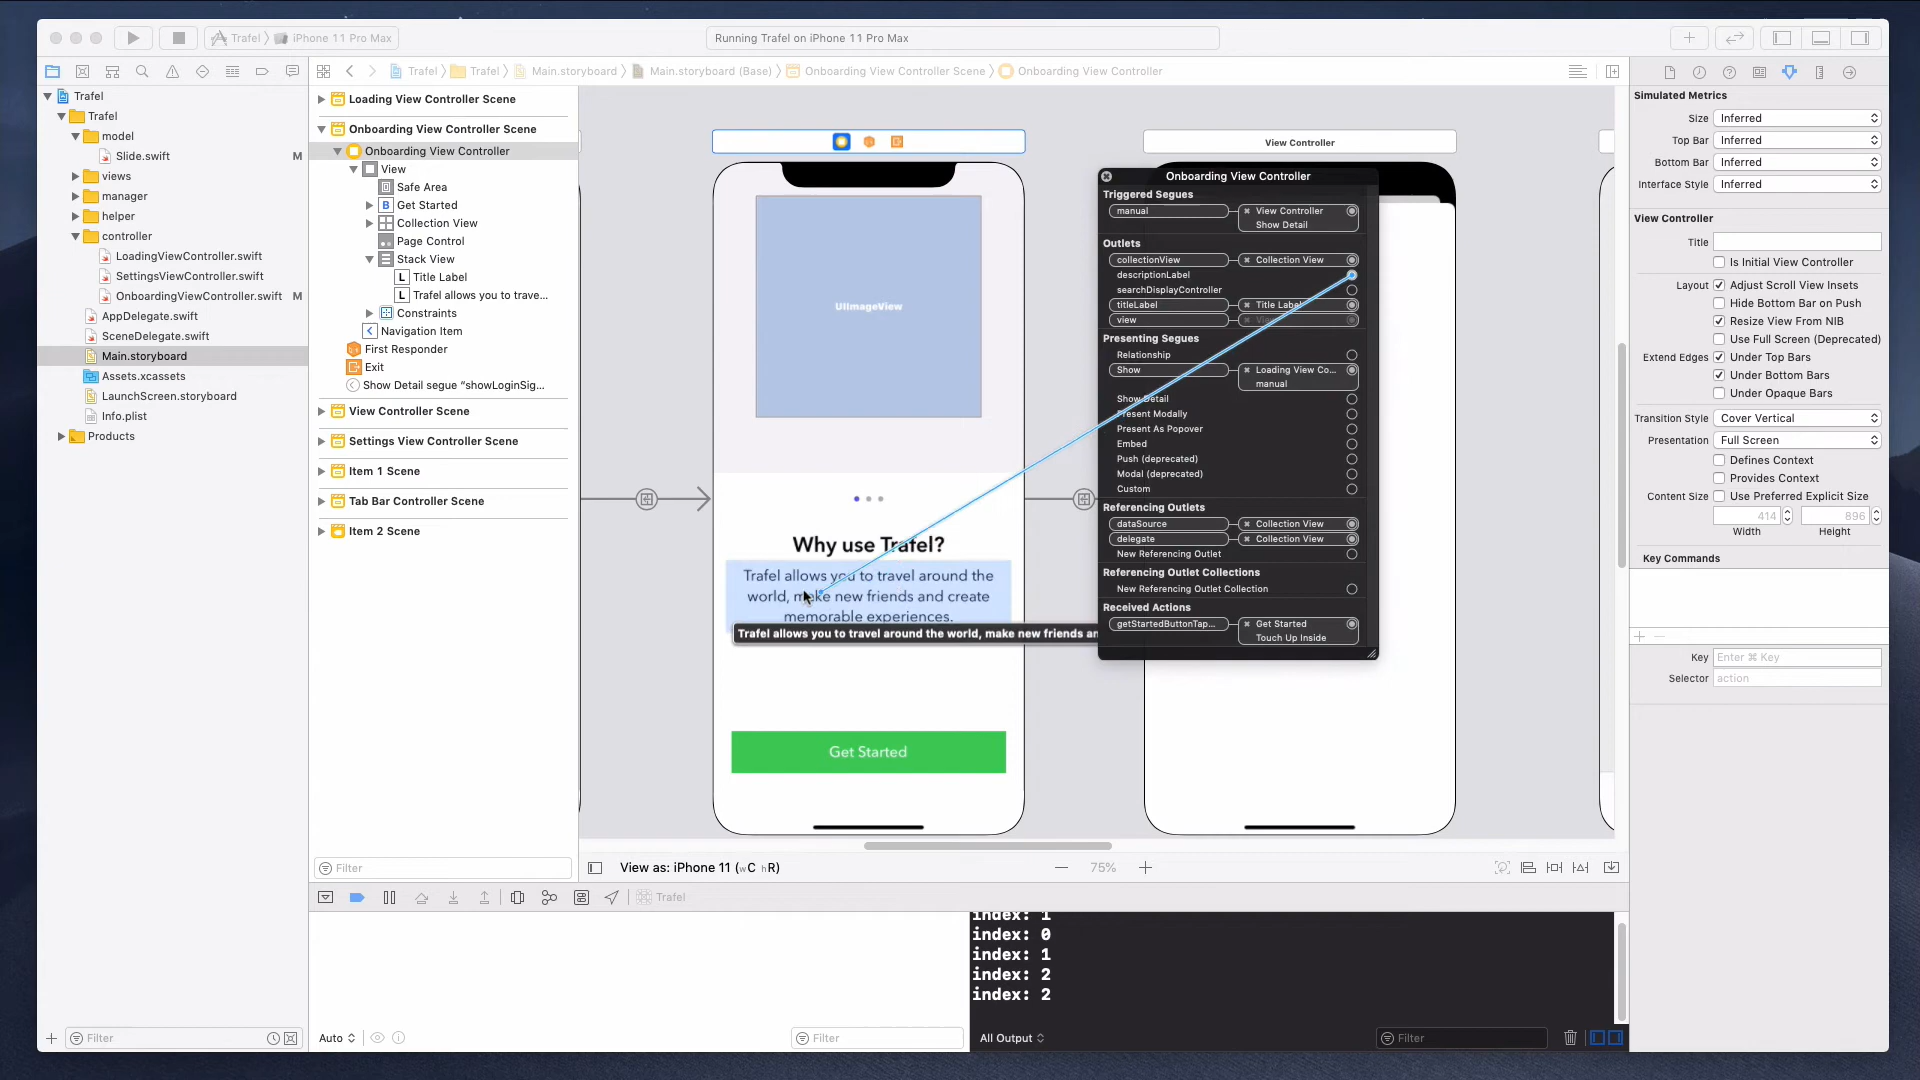 Trafel
iPhone 11 Pro Max
Running Trafel on iPhone 11 Pro Max
Trafel
Trafel
Main.storyboard
Main.storyboard (Base)
Onboarding View Controller Scene
Onboarding View Controller
Trafel
Trafel
model
Slide.swift
M
views
manager
helper
controller
LoadingViewController.swift
SettingsViewController.swift
OnboardingViewController.swift
M
AppDelegate.swift
SceneDelegate.swift
Main.storyboard
Assets.xcassets
LaunchScreen.storyboard
Info.plist
Products
Filter
Loading View Controller Scene
Onboarding View Controller Scene
Onboarding View Controller
View
Safe Area
B Get Started
Collection View
Page Control
Stack View
L Title Label
L Trafel allows you to trave...
Constraints
Navigation Item
First Responder
Exit
Show Detail segue “showLoginSig...
View Controller Scene
Settings View Controller Scene
Item 1 Scene
Tab Bar Controller Scene
Item 2 Scene
Filter
UIImageView
Why use Trafel?
Trafel allows you to travel around the
world, make new friends and create
memorable experiences.
Trafel allows you to travel around the world, make new friends an
Get Started
View Controller
Onboarding View Controller
Triggered Segues
manual
View Controller
Show Detail
Outlets
collectionView
Collection View
descriptionLabel
searchDisplayController
titleLabel
Title Label
view
View
Presenting Segues
Relationship
Show
Loading View Co...
manual
Show Detail
Present Modally
Present As Popover
Embed
Push (deprecated)
Modal (deprecated)
Custom
Referencing Outlets
dataSource
Collection View
delegate
Collection View
New Referencing Outlet
Referencing Outlet Collections
New Referencing Outlet Collection
Received Actions
getStartedButtonTap...
Get Started
Touch Up Inside
View as: iPhone 11 (wC hR)
75%
Trafel
index: 1
index: 0
index: 1
index: 2
index: 2
Auto
Filter
All Output
Filter
Simulated Metrics
Size Inferred
Top Bar Inferred
Bottom Bar Inferred
Interface Style Inferred
View Controller
Title
Is Initial View Controller
Layout Adjust Scroll View Insets
Hide Bottom Bar on Push
Resize View From NIB
Use Full Screen (Deprecated)
Extend Edges Under Top Bars
Under Bottom Bars
Under Opaque Bars
Transition Style Cover Vertical
Presentation Full Screen
Defines Context
Provides Context
Content Size Use Preferred Explicit Size
414 896
Width Height
Key Commands
Key Enter ⌘ Key
Selector action